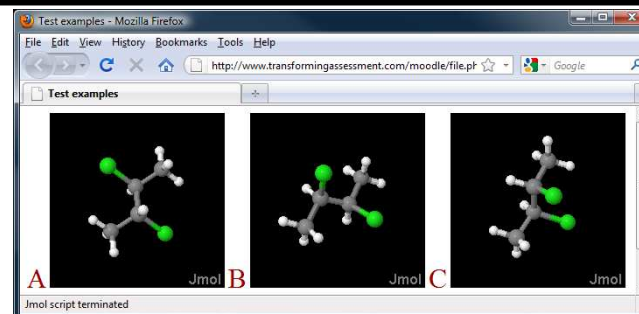 Test examples - Mozilla Firefox
File Edit View History Bookmarks Tools Help
http://www.transformingassessment.com/moodle/file.ph
Google
Test examples
A Jmol B Jmol C Jmol
Jmol script terminated